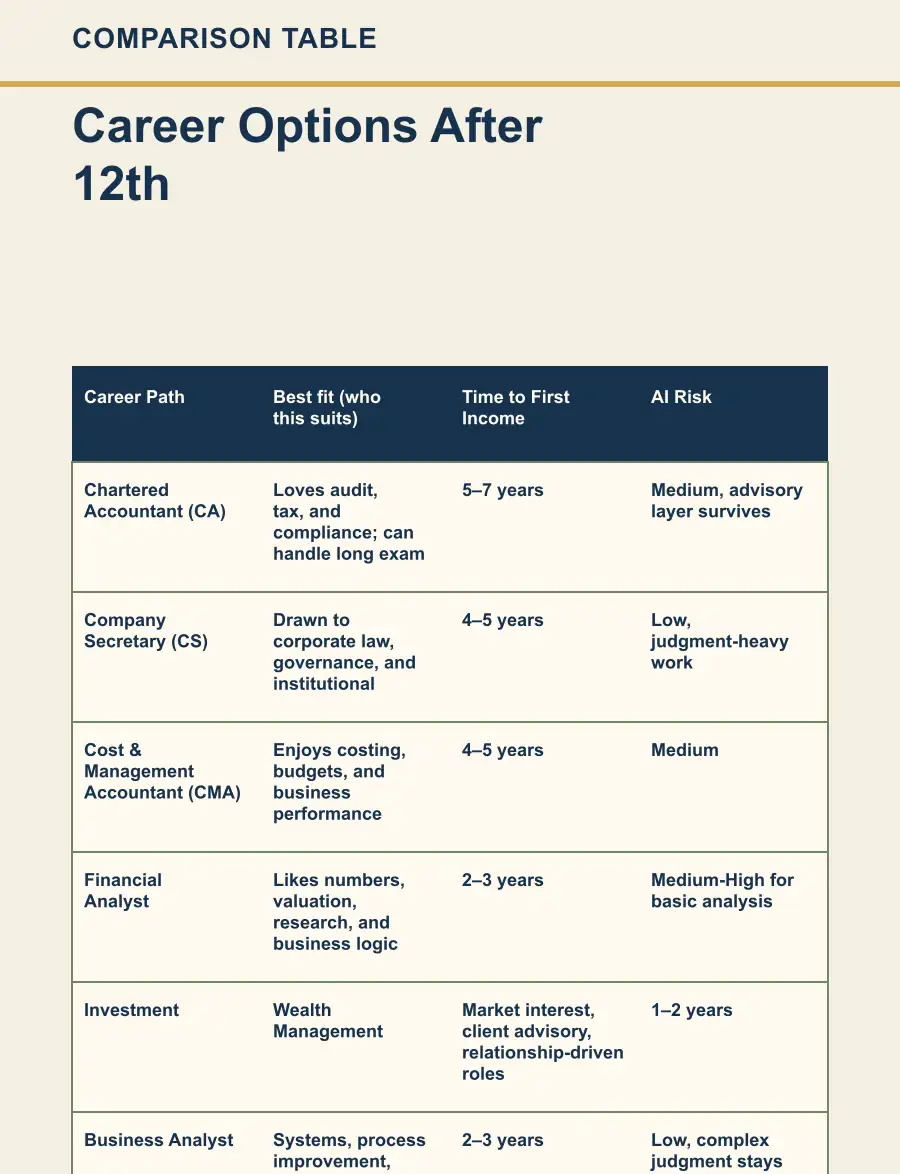 COMPARISON TABLE
Career Options After
12th
Career Path
Best fit (who
this suits)
Time to First
Income
AI Risk
Chartered
Accountant (CA)
Loves audit,
tax, and
compliance; can
handle long exam
5–7 years
Medium, advisory
layer survives
Company
Secretary (CS)
Drawn to
corporate law,
governance, and
institutional
4–5 years
Low,
judgment-heavy
work
Cost &
Management
Accountant (CMA)
Enjoys costing,
budgets, and
business
performance
4–5 years
Medium
Financial
Analyst
Likes numbers,
valuation,
research, and
business logic
2–3 years
Medium-High for
basic analysis
Investment
Wealth
Management
Market interest,
client advisory,
relationship-driven
roles
1–2 years
Business Analyst
Systems, process
improvement,
2–3 years
Low, complex
judgment stays